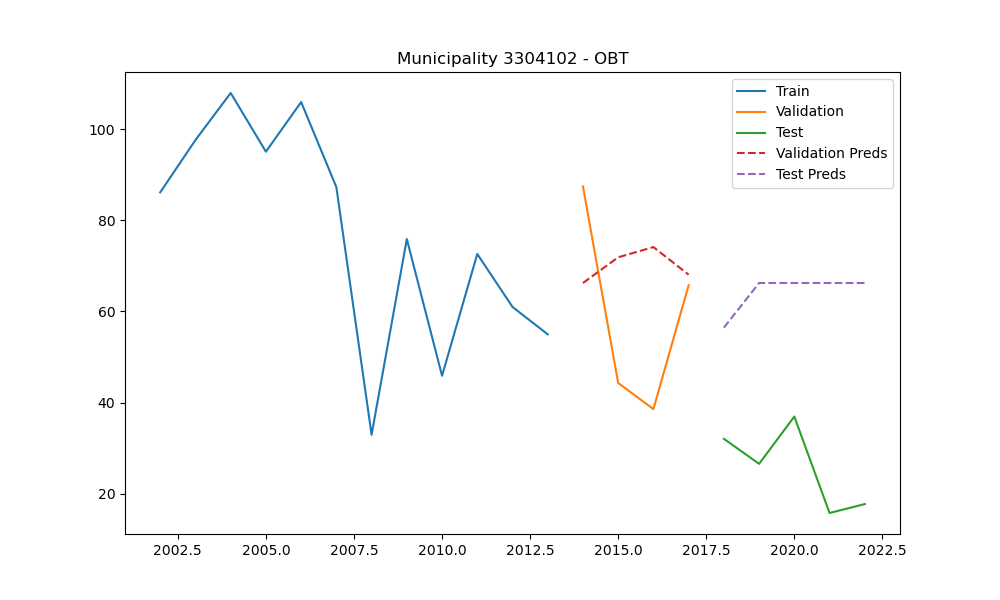 Municipality 3304102 - OBT
Train
Validation
Test
Validation Preds
Test Preds
100
80
60
40
20
2002.5 2005.0 2007.5 2010.0 2012.5 2015.0 2017.5 2020.0 2022.5